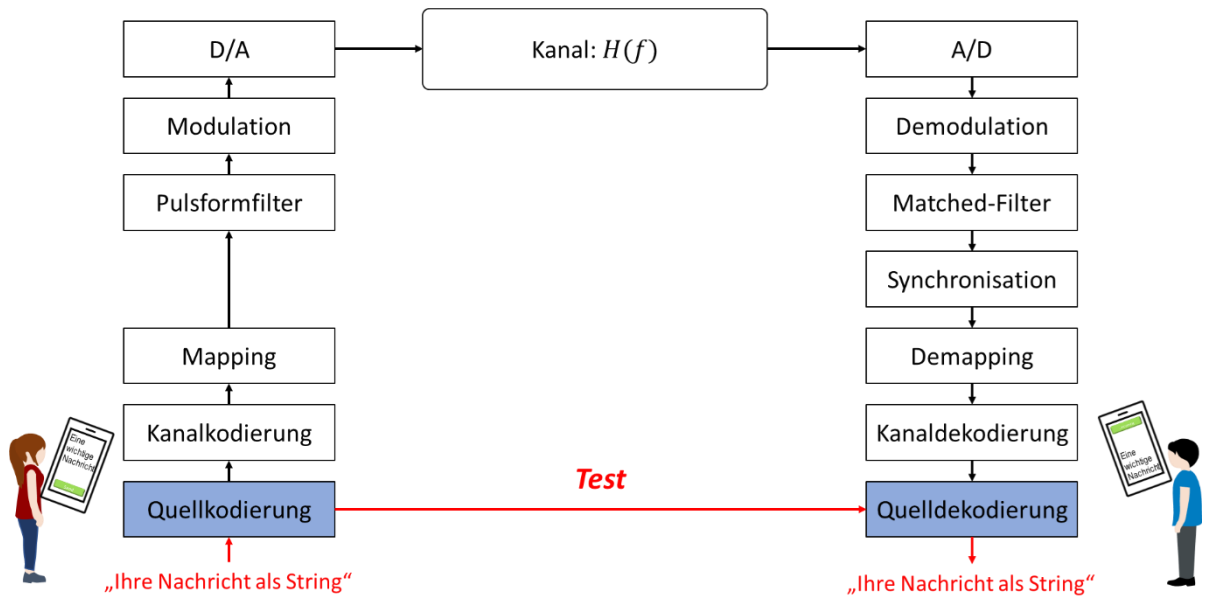 D/A
Kanal: H(f)
A/D
Modulation
Demodulation
Pulsformfilter
Matched-Filter
Synchronisation
Mapping
Demapping
Kanalkodierung
Kanaldekodierung
Eine
wichtige
Nachricht
Eine
wichtige
Nachricht
Test
Quellkodierung
Quelldekodierung
„Ihre Nachricht als String“
„Ihre Nachricht als String“